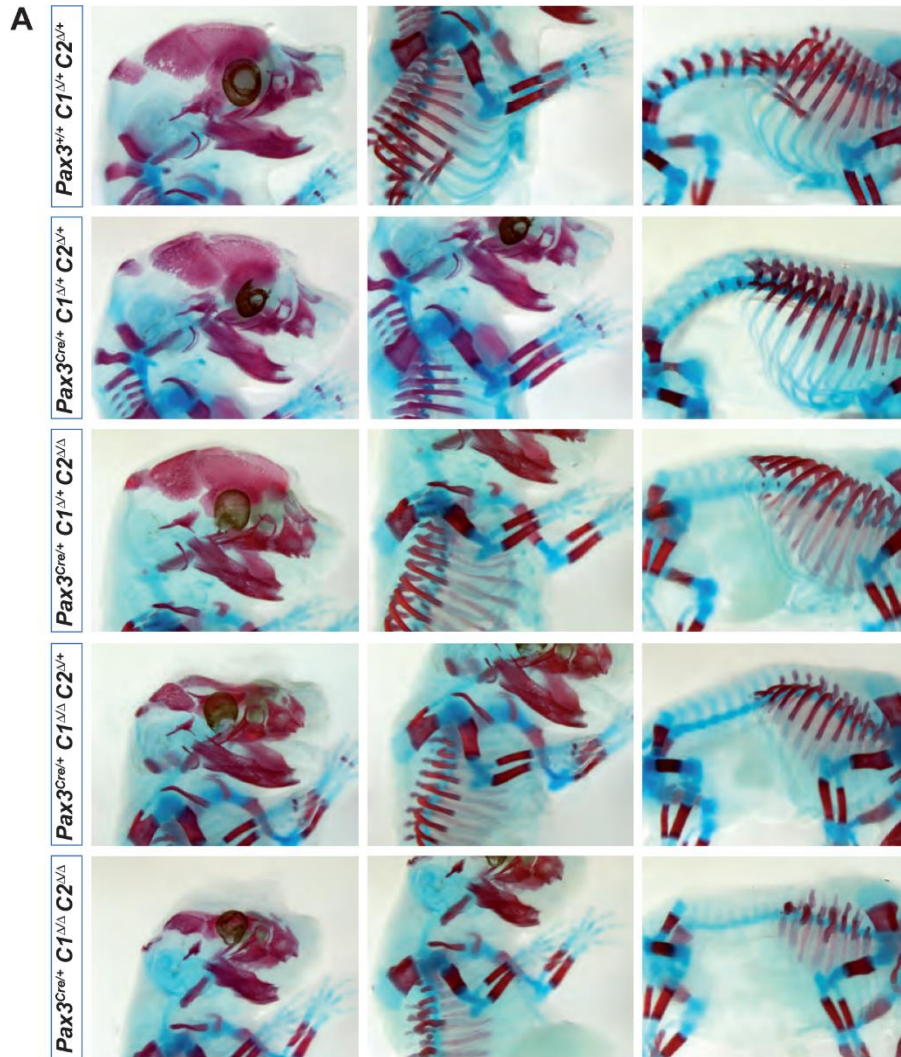 A
Pax3+/+ C1Δ/+ C2Δ/+
Pax3Cre/+ C1Δ/+ C2Δ/+
Pax3Cre/+ C1Δ/+ C2Δ/Δ
Pax3Cre/+ C1Δ/Δ C2Δ/+
Pax3Cre/+ C1Δ/Δ C2Δ/Δ